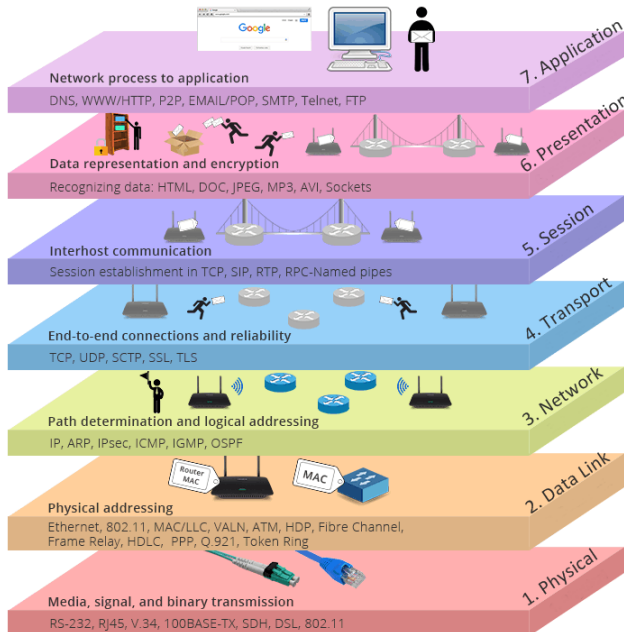 Google
7. Application
Network process to application
DNS, WWW/HTTP, P2P, EMAIL/POP, SMTP, Telnet, FTP
6. Presentation
Data representation and encryption
Recognizing data: HTML, DOC, JPEG, MP3, AVI, Sockets
5. Session
Interhost communication
Session establishment in TCP, SIP, RTP, RPC-Named pipes
4. Transport
End-to-end connections and reliability
TCP, UDP, SCTP, SSL, TLS
3. Network
Path determination and logical addressing
IP, ARP, IPsec, ICMP, IGMP, OSPF
Router
MAC
MAC
2. Data Link
Physical addressing
Ethernet, 802.11, MAC/LLC, VALN, ATM, HDP, Fibre Channel,
Frame Relay, HDLC, PPP, Q.921, Token Ring
1. Physical
Media, signal, and binary transmission
RS-232, RJ45, V.34, 100BASE-TX, SDH, DSL, 802.11